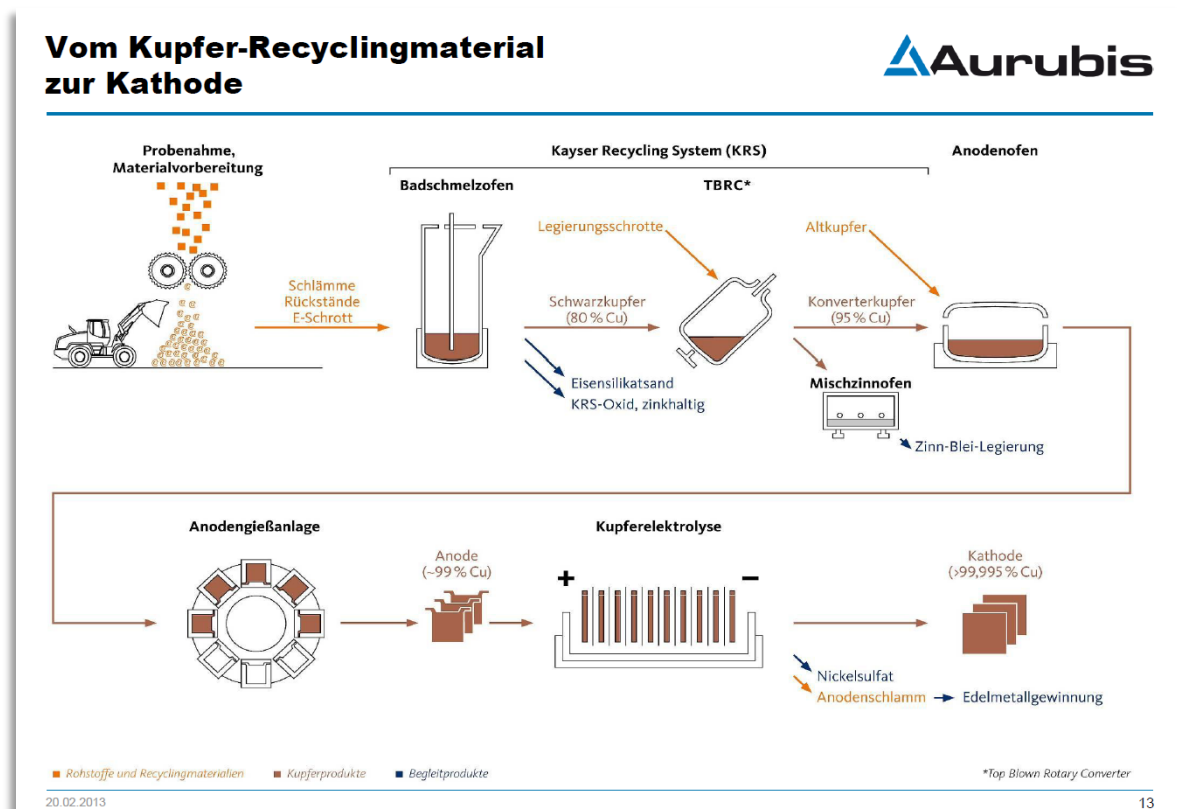 Vom Kupfer-Recyclingmaterial
zur Kathode
Aurubis
Probenahme,
Materialvorbereitung
Kayser Recycling System (KRS)
Anodenofen
Badschmelzofen
TBRC*
Legierungsschrotte
Altkupfer
Schlämme
Rückstände
E-Schrott
Schwarzkupfer
(80 % Cu)
Konverterkupfer
(95 % Cu)
Eisensilikatsand
KRS-Oxid, zinkhaltig
Mischzinnofen
Zinn-Blei-Legierung
Anodengießanlage
Kupferelektrolyse
Anode
(~99 % Cu)
+
–
Kathode
(>99,995 % Cu)
Nickelsulfat
Anodenschlamm
Edelmetallgewinnung
Rohstoffe und Recyclingmaterialien
Kupferprodukte
Begleitprodukte
*Top Blown Rotary Converter
20.02.2013
13